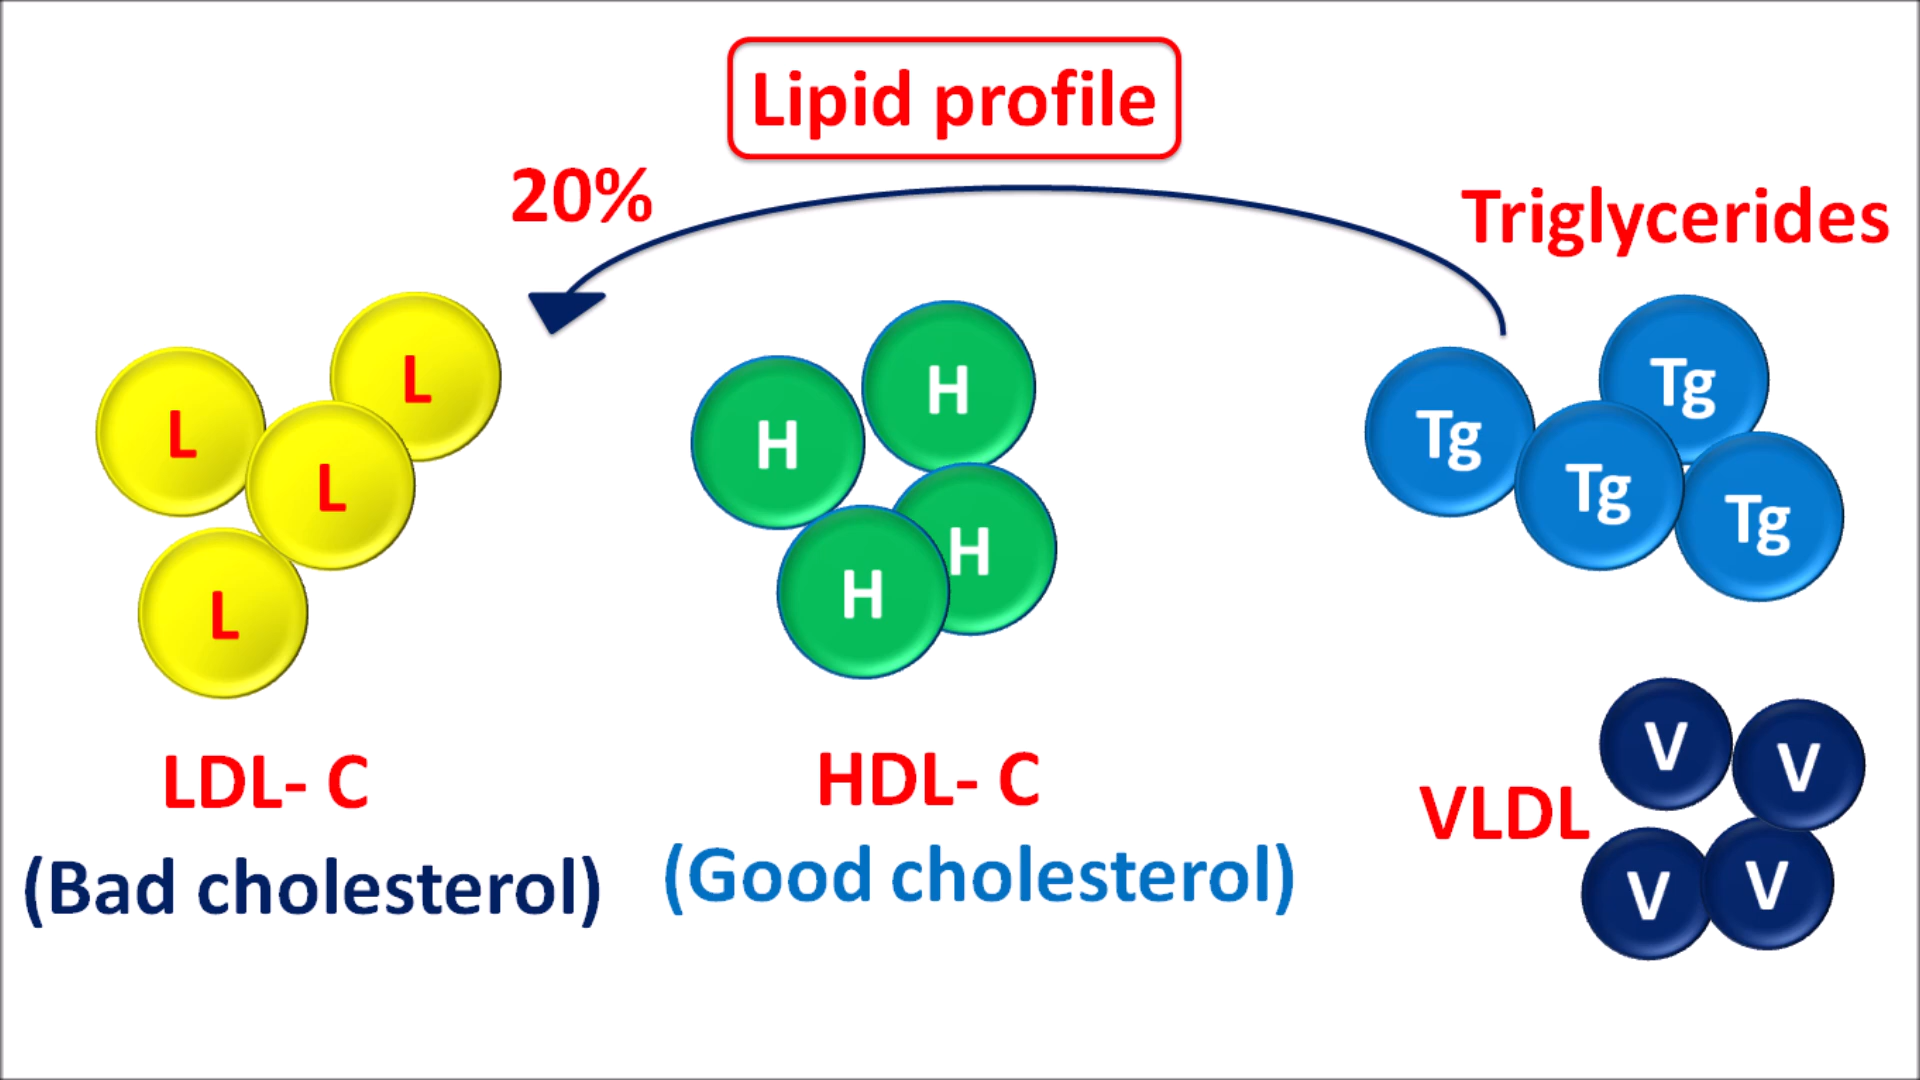 Lipid profile
20%
Triglycerides
L
L
L
L
H
H
H
H
Tg
Tg
Tg
Tg
LDL- C
(Bad cholesterol)
HDL- C
(Good cholesterol)
VLDL
V
V
V
V